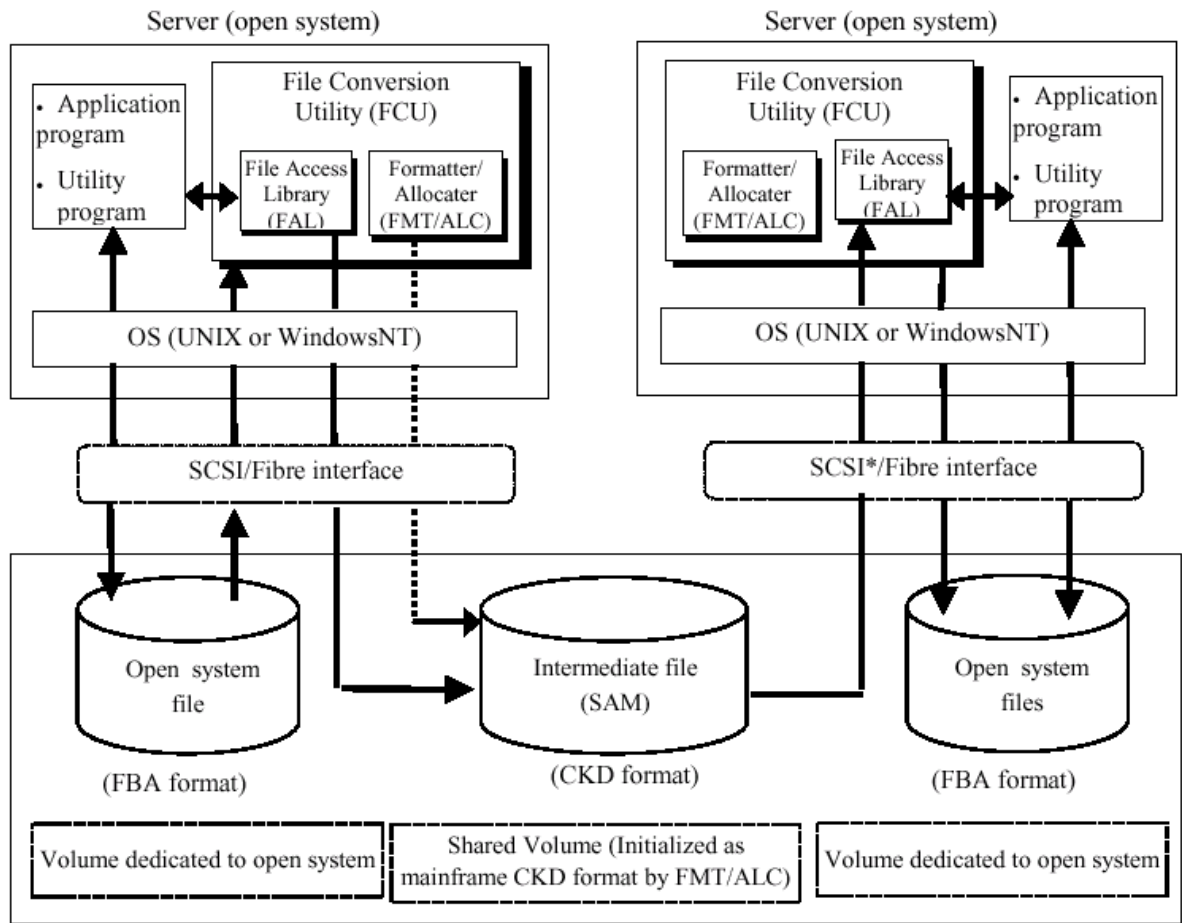 Server (open system)
Server (open system)
File Conversion
Utility (FCU)
• Application
program
• Utility
program
File Access
Library
(FAL)
Formatter/
Allocater
(FMT/ALC)
OS (UNIX or WindowsNT)
File Conversion
Utility (FCU)
Formatter/
Allocater
(FMT/ALC)
File Access
Library
(FAL)
• Application
program
• Utility
program
OS (UNIX or WindowsNT)
SCSI/Fibre interface
SCSI*/Fibre interface
Open system
file
(FBA format)
Intermediate file
(SAM)
(CKD format)
Open system
files
(FBA format)
Volume dedicated to open system
Shared Volume (Initialized as
mainframe CKD format by FMT/ALC)
Volume dedicated to open system